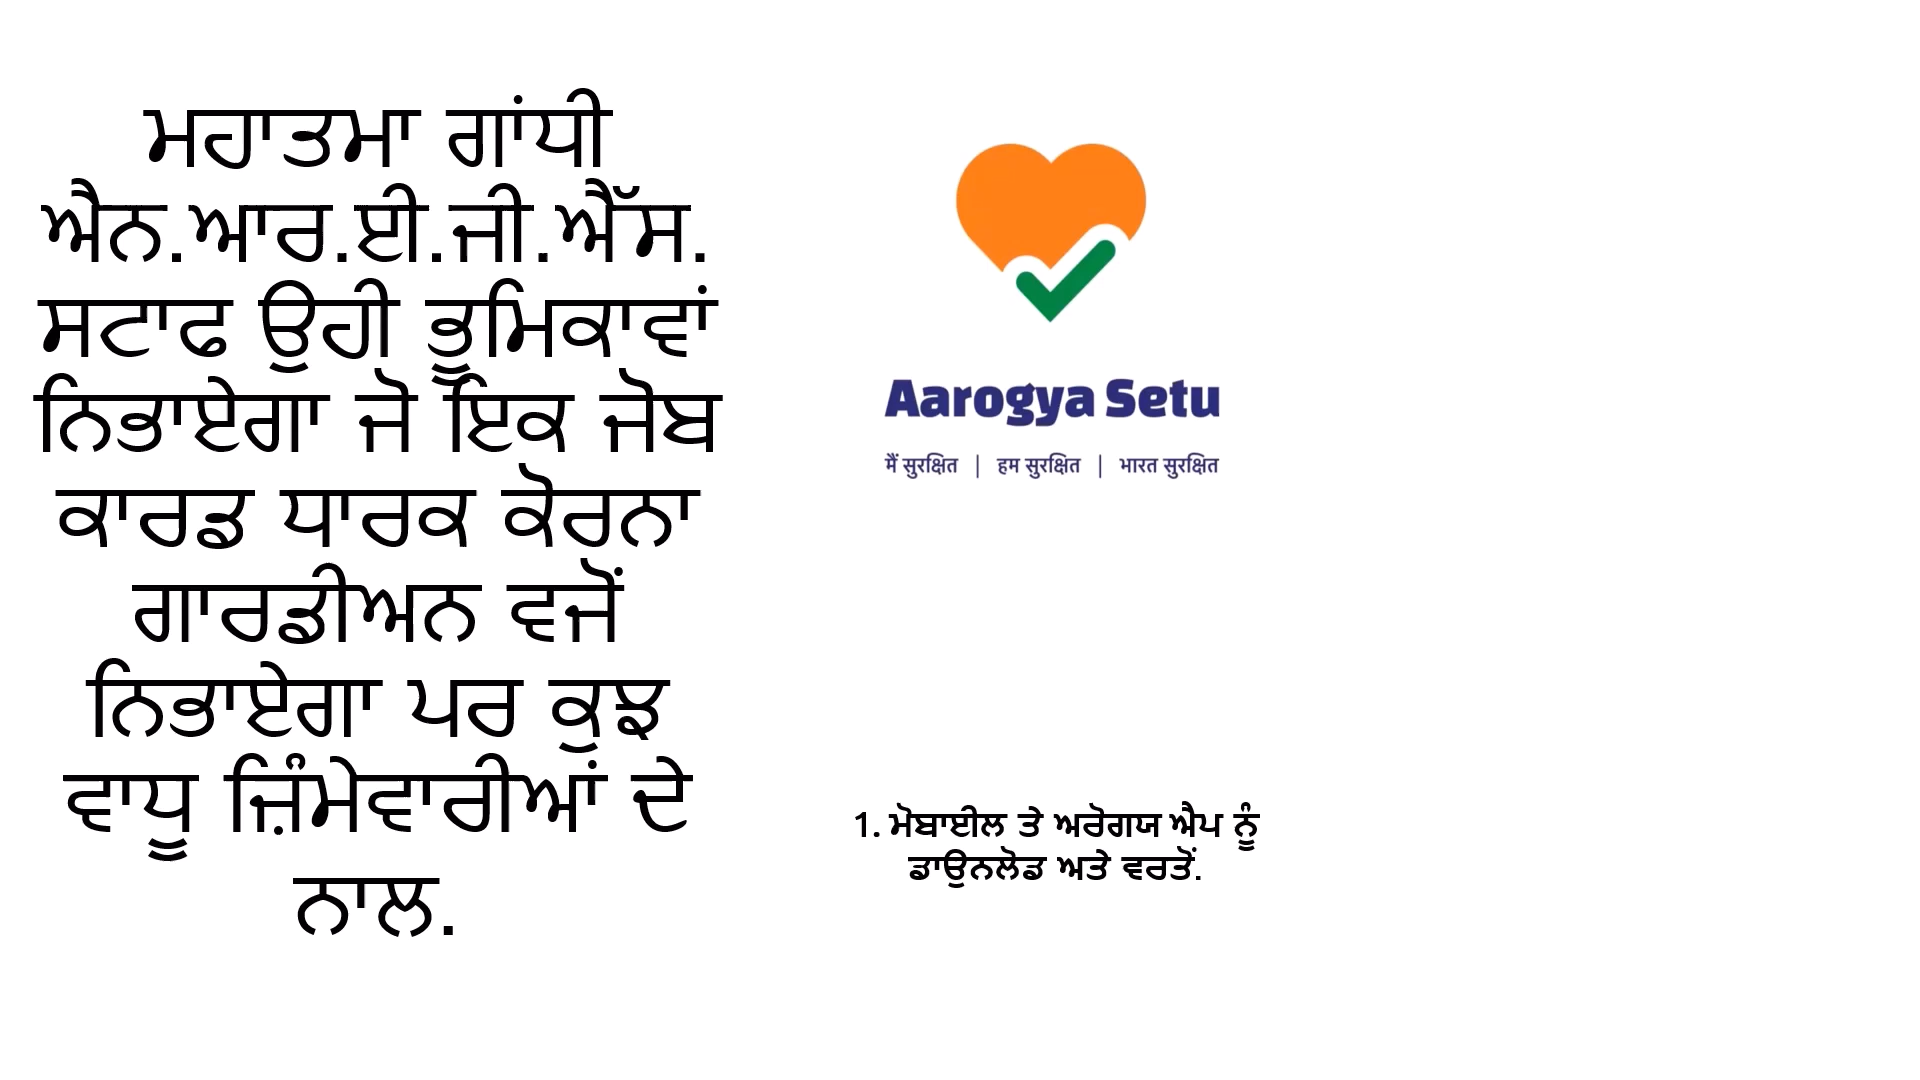 ਮਹਾਤਮਾ ਗਾਂਧੀ
ਐਨ.ਆਰ.ਈ.ਜੀ.ਐੱਸ.
ਸਟਾਫ ਉਹੀ ਭੂਮਿਕਾਵਾਂ
ਨਿਭਾਏਗਾ ਜੋ ਇਕ ਜੋਬ
ਕਾਰਡ ਧਾਰਕ ਕੋਰਨਾ
ਗਾਰਡੀਅਨ ਵਜੋਂ
ਨਿਭਾਏਗਾ ਪਰ ਕੁਝ
ਵਾਧੂ ਜ਼ਿੰਮੇਵਾਰੀਆਂ ਦੇ
ਨਾਲ.
Aarogya Setu
मैं सुरक्षित | हम सुरक्षित | भारत सुरक्षित
1. ਮੋਬਾਈਲ ਤੇ ਅਰੋਗਯ ਐਪ ਨੂੰ
ਡਾਉਨਲੋਡ ਅਤੇ ਵਰਤੋਂ.